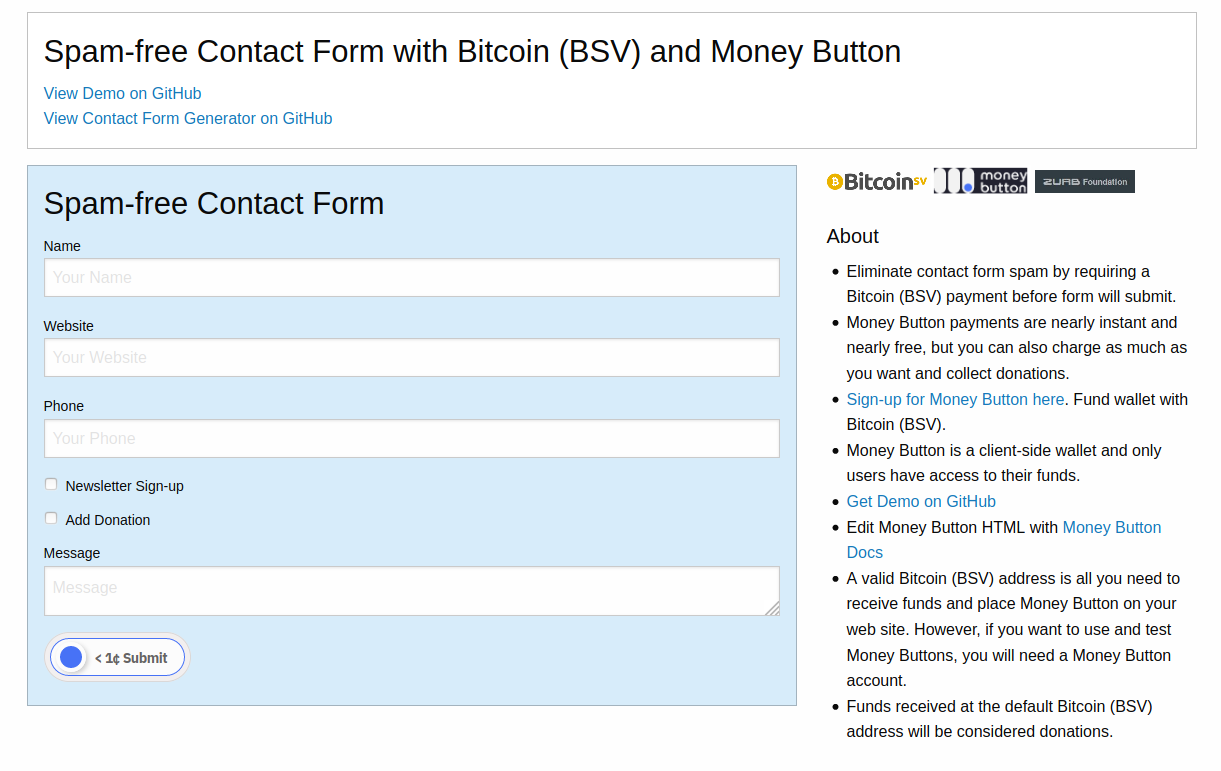 Spam-free Contact Form with Bitcoin (BSV) and Money Button
View Demo on GitHub
View Contact Form Generator on GitHub
Spam-free Contact Form
Name
Your Name
Website
Your Website
Phone
Your Phone
Newsletter Sign-up
Add Donation
Message
Message
< 1¢ Submit
Bitcoin SV
money
button
ZURB Foundation
About
Eliminate contact form spam by requiring a
Bitcoin (BSV) payment before form will submit.
Money Button payments are nearly instant and
nearly free, but you can also charge as much as
you want and collect donations.
Sign-up for Money Button here. Fund wallet with
Bitcoin (BSV).
Money Button is a client-side wallet and only
users have access to their funds.
Get Demo on GitHub
Edit Money Button HTML with Money Button
Docs
A valid Bitcoin (BSV) address is all you need to
receive funds and place Money Button on your
web site. However, if you want to use and test
Money Buttons, you will need a Money Button
account.
Funds received at the default Bitcoin (BSV)
address will be considered donations.